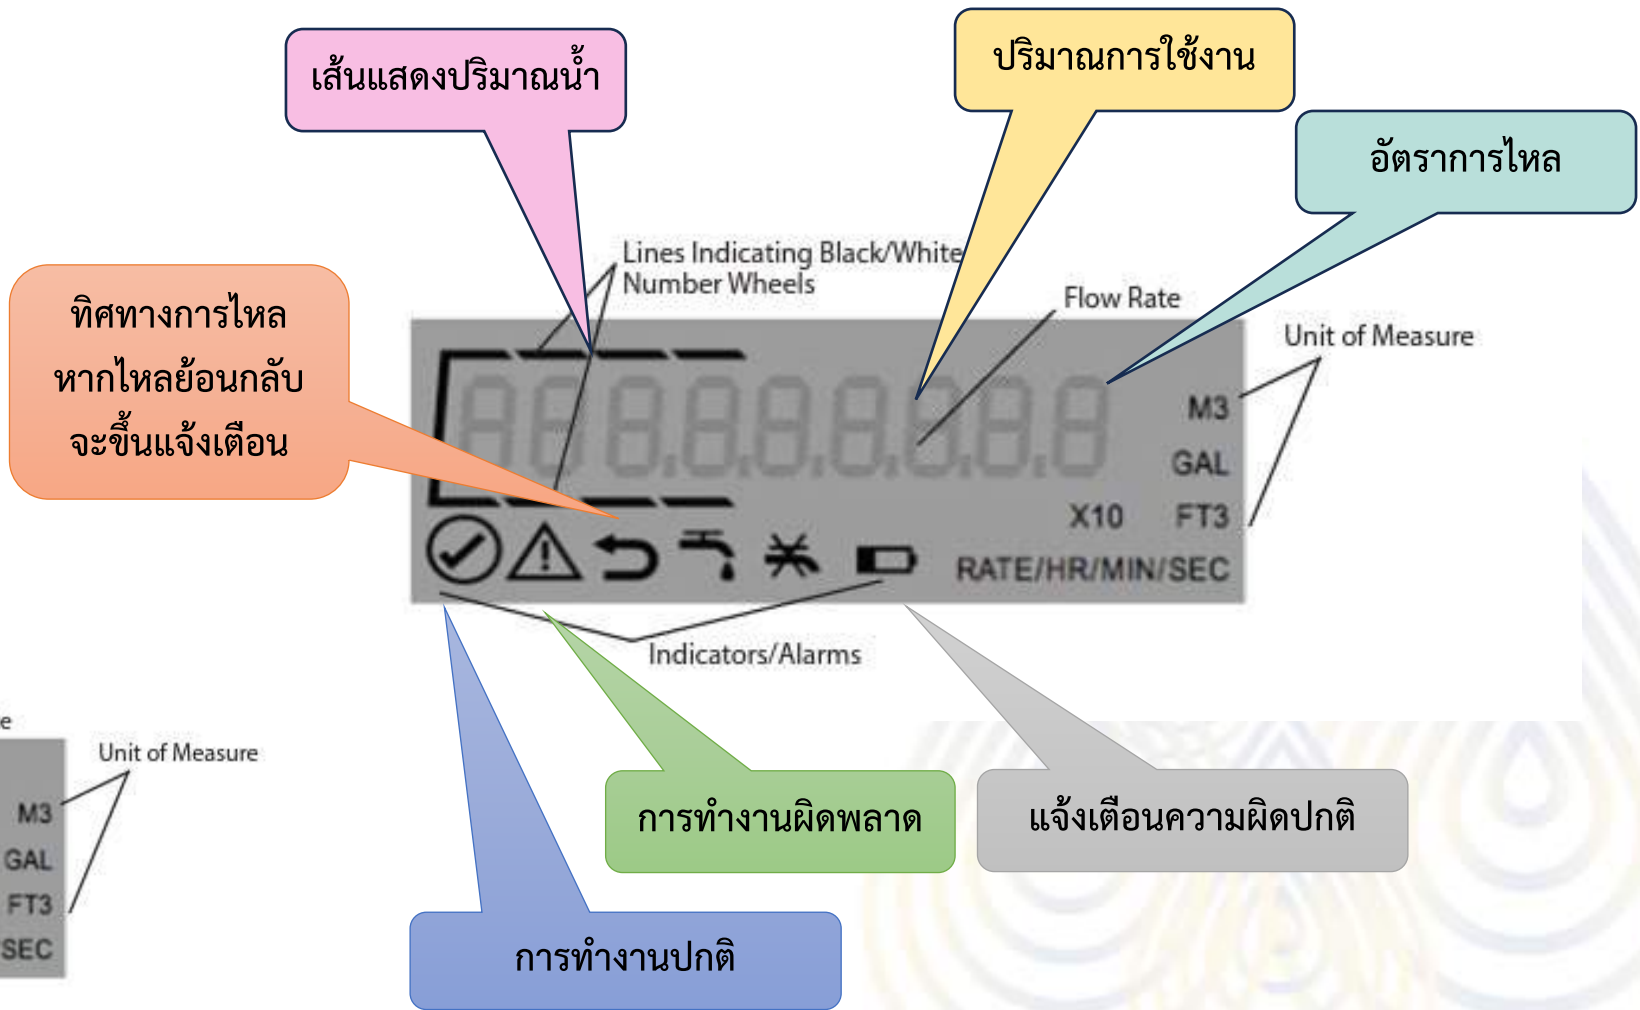 เส้นแสดงปริมาณน้ำ
ปริมาณการใช้งาน
อัตราการไหล
ทิศทางการไหล
หากไหลย้อนกลับ
จะขึ้นแจ้งเตือน
Lines Indicating Black/White
Number Wheels
Flow Rate
Unit of Measure
M3
GAL
X10 FT3
RATE/HR/MIN/SEC
Indicators/Alarms
การทำงานผิดพลาด
แจ้งเตือนความผิดปกติ
การทำงานปกติ
e
Unit of Measure
M3
GAL
FT3
SEC